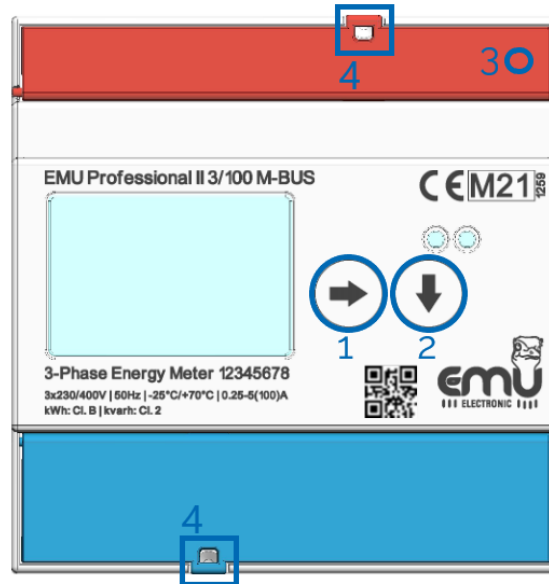 4
3
EMU Professional II 3/100 M-BUS
CE M21 1259
1
2
3-Phase Energy Meter 12345678
3x230/400V | 50Hz | -25°C/+70°C | 0.25-5(100)A
kWh: Cl. B | kvarh: Cl. 2
emu
ELECTRONIC
4